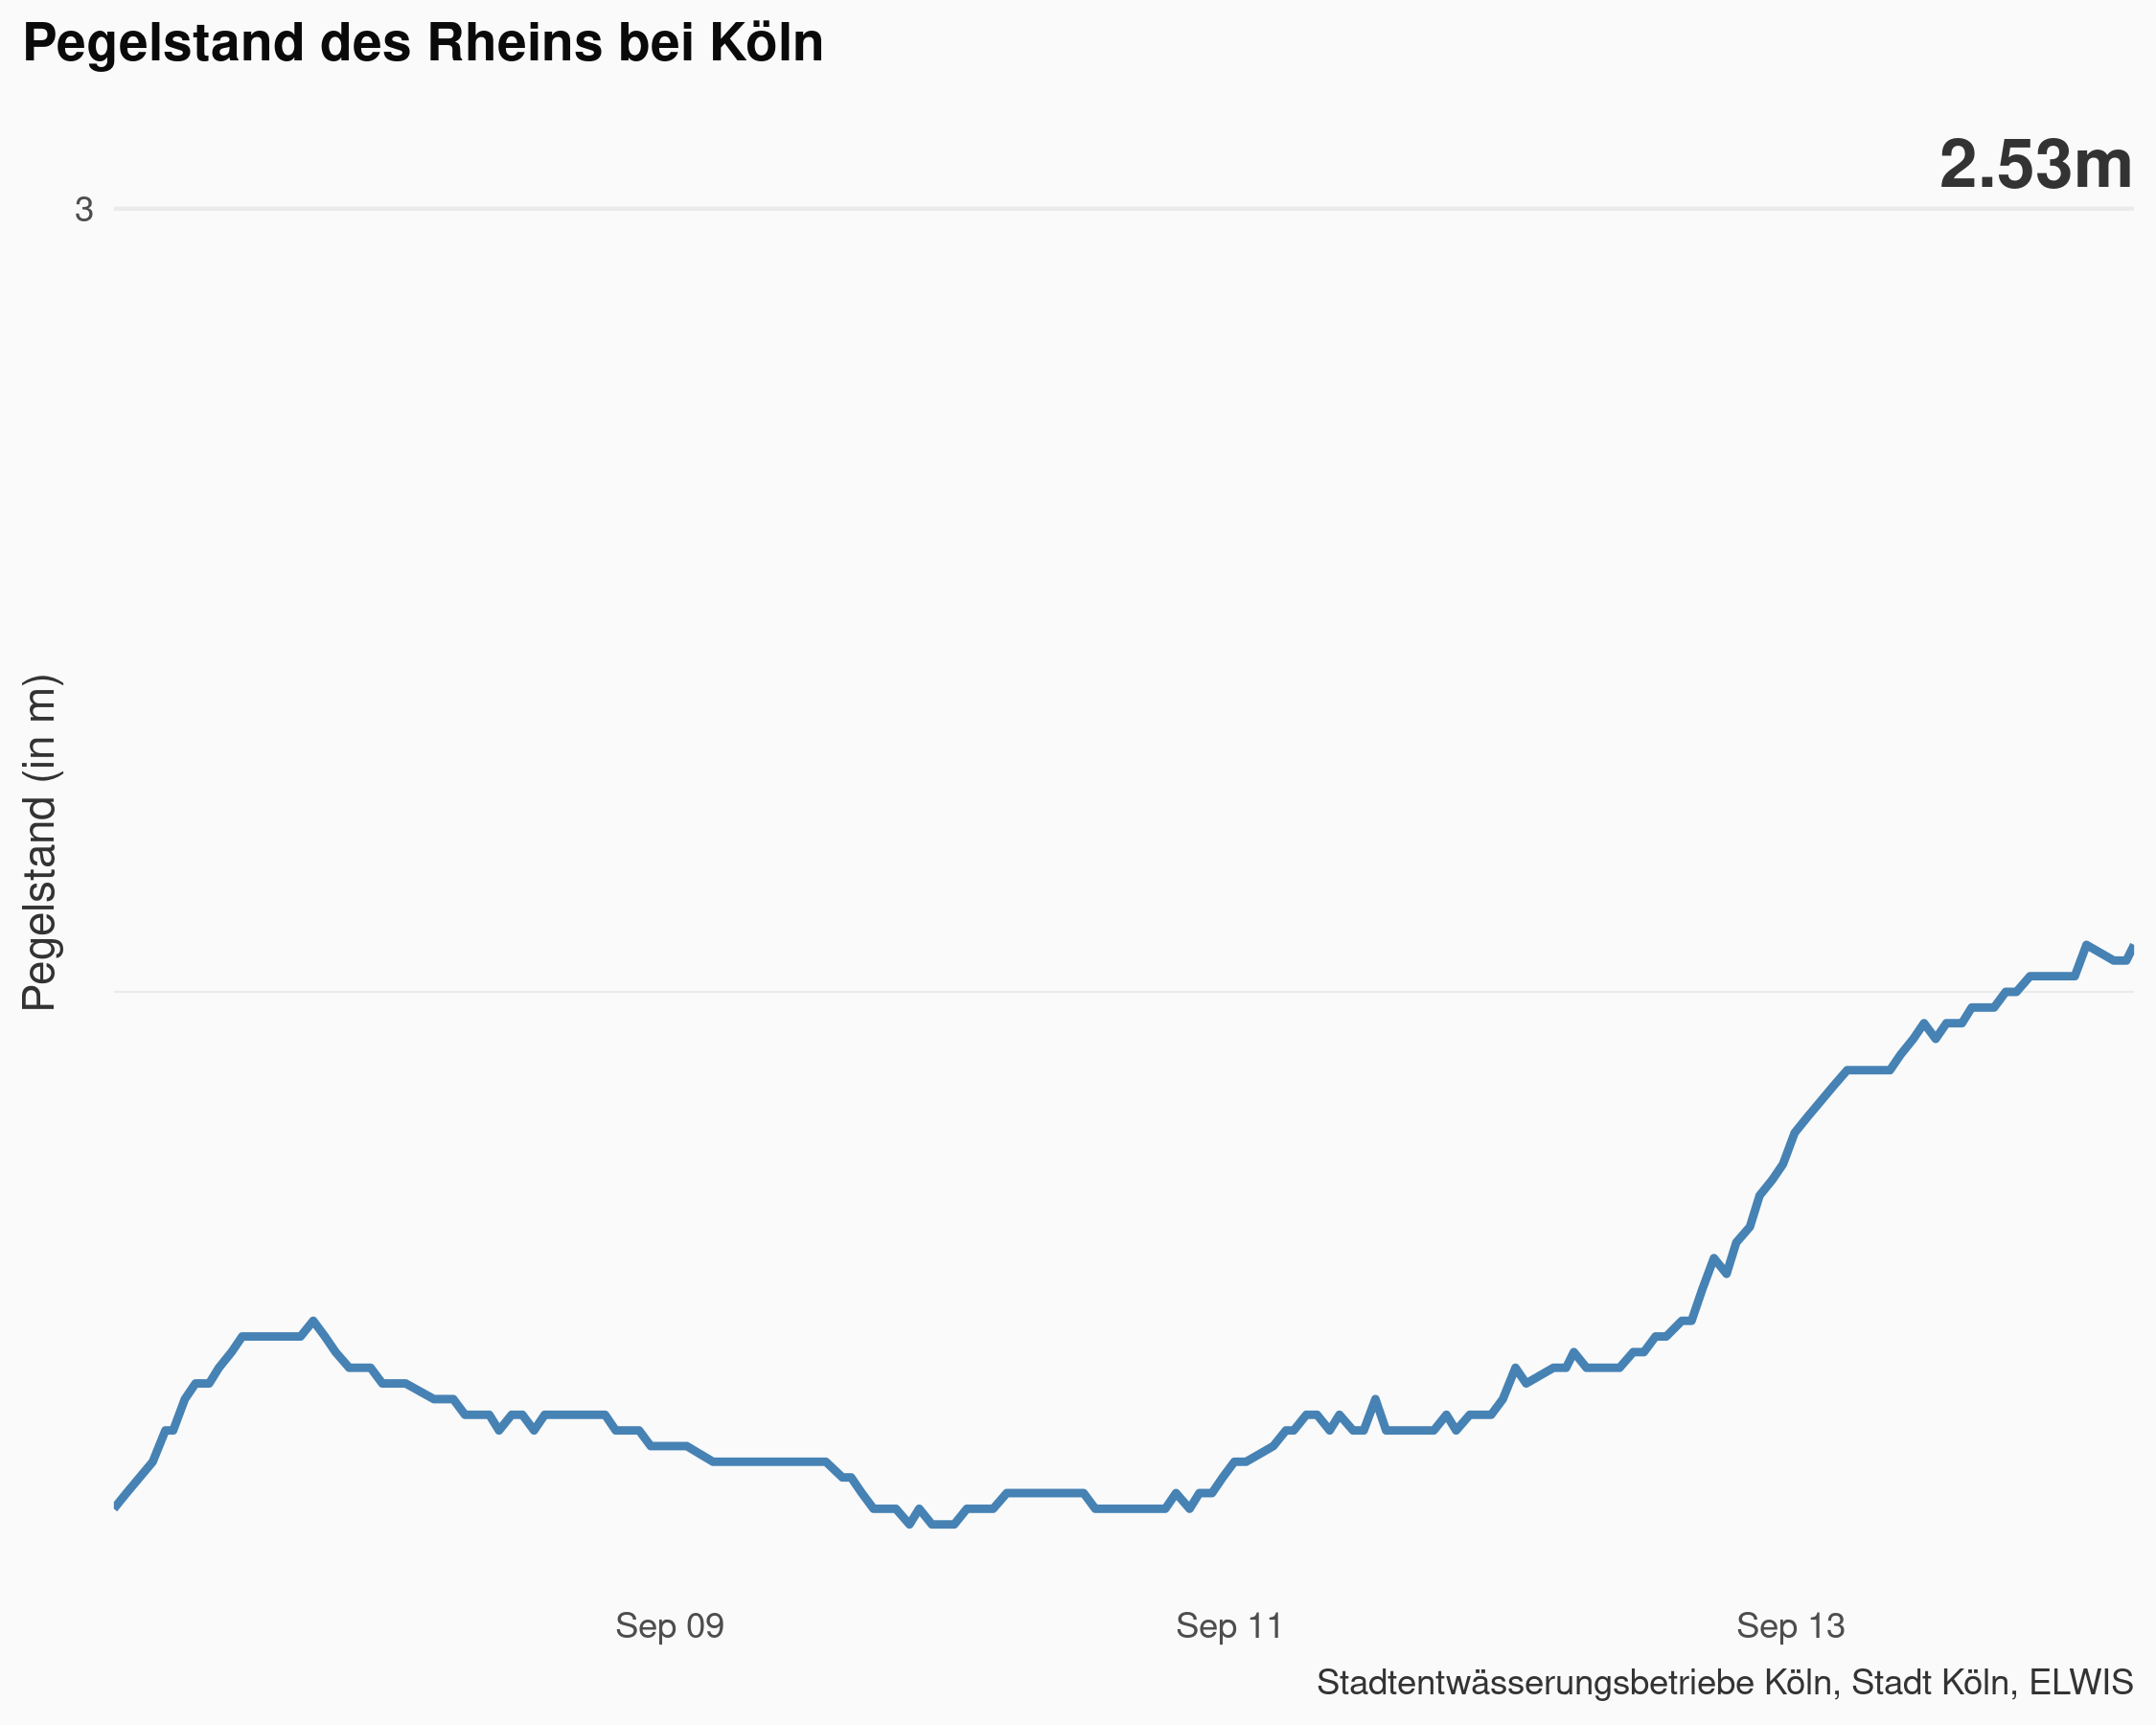 Pegelstand des Rheins bei Köln
2.53m
3
Pegelstand (in m)
Sep 09
Sep 11
Sep 13
Stadtentwässerungsbetriebe Köln, Stadt Köln, ELWIS